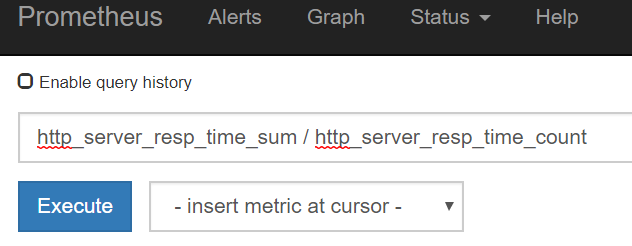 Prometheus Alerts Graph Status Help
Enable query history
http_server_resp_time_sum / http_server_resp_time_count
Execute - insert metric at cursor -